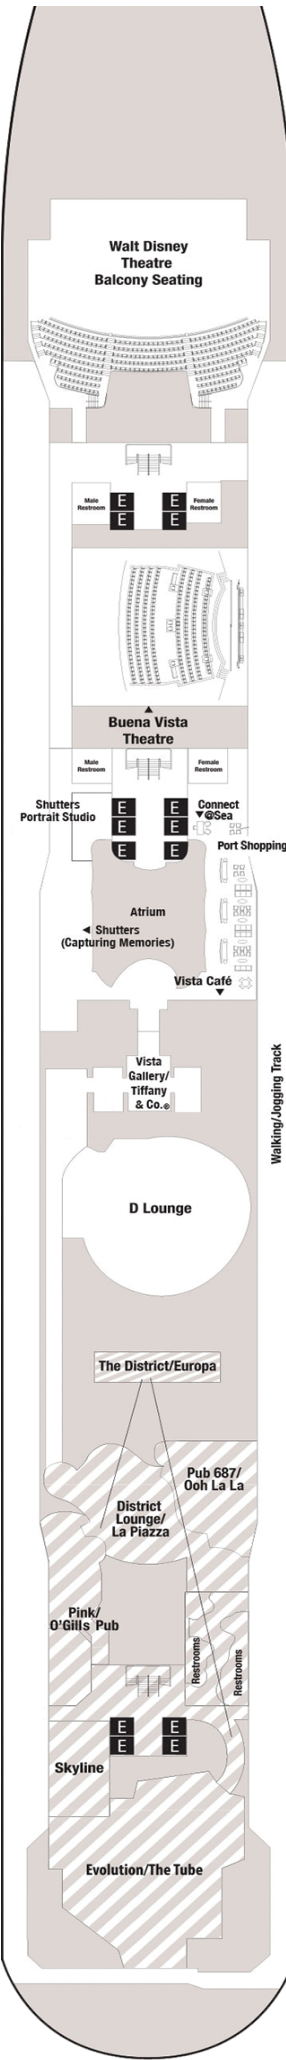 Walt Disney
Theatre
Balcony Seating
Male
Restroom
E E
E E
Female
Restroom
Buena Vista
Theatre
Male
Restroom
Female
Restroom
Shutters
Portrait Studio
E E
E E
E E
Connect
@Sea
Port Shopping
Atrium
Shutters
(Capturing Memories)
Vista Café
Vista
Gallery/
Tiffany
& Co.®
Walking/Jogging Track
D Lounge
The District/Europa
Pub 687/
Ooh La La
District
Lounge/
La Piazza
Pink/
O'Gills Pub
Restrooms
Restrooms
E E
E E
Skyline
Evolution/The Tube